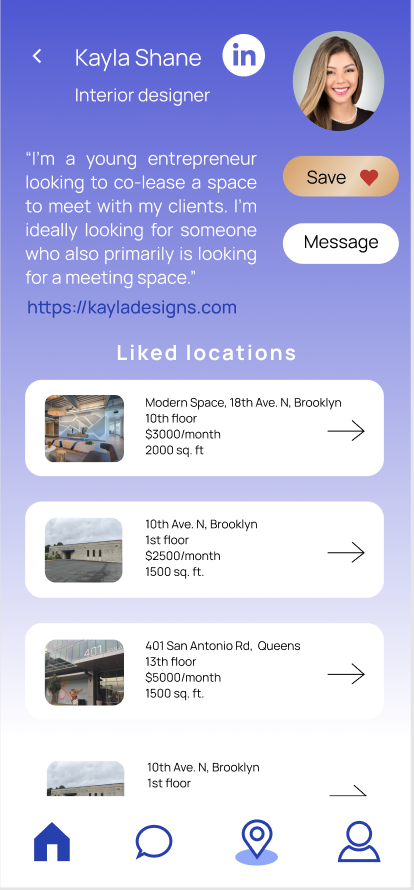 Kayla Shane
in
Interior designer
“I’m a young entrepreneur
looking to co-lease a space
to meet with my clients. I’m
ideally looking for someone
who also primarily is looking
for a meeting space.”
Save
Message
https://kayladesigns.com
Liked locations
Modern Space, 18th Ave. N, Brooklyn
10th floor
$3000/month
2000 sq. ft
10th Ave. N, Brooklyn
1st floor
$2500/month
1500 sq. ft.
401
401 San Antonio Rd,  Queens
13th floor
$5000/month
1500 sq. ft.
10th Ave. N, Brooklyn
1st floor